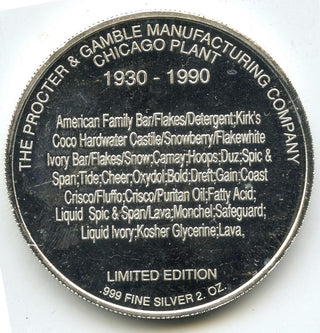 THE PROCTER & GAMBLE MANUFACTURING COMPANY
CHICAGO PLANT
1930 - 1990
American Family Bar/Flakes/Detergent;Kirk's
Coco Hardwater Castile/Snowberry/Flakewhite
Ivory Bar/Flakes/Snow;Camay;Hoops;Duz;Spic &
Span;Tide;Cheer;Oxydol;Bold;Dreft;Gain;Coast
Crisco/Fluffo;Crisco/Puritan Oil;Fatty Acid;
Liquid Spic & Span/Lava;Monchel;Safeguard;
Liquid Ivory;Kosher Glycerine;Lava,
LIMITED EDITION
.999 FINE SILVER 2. OZ.